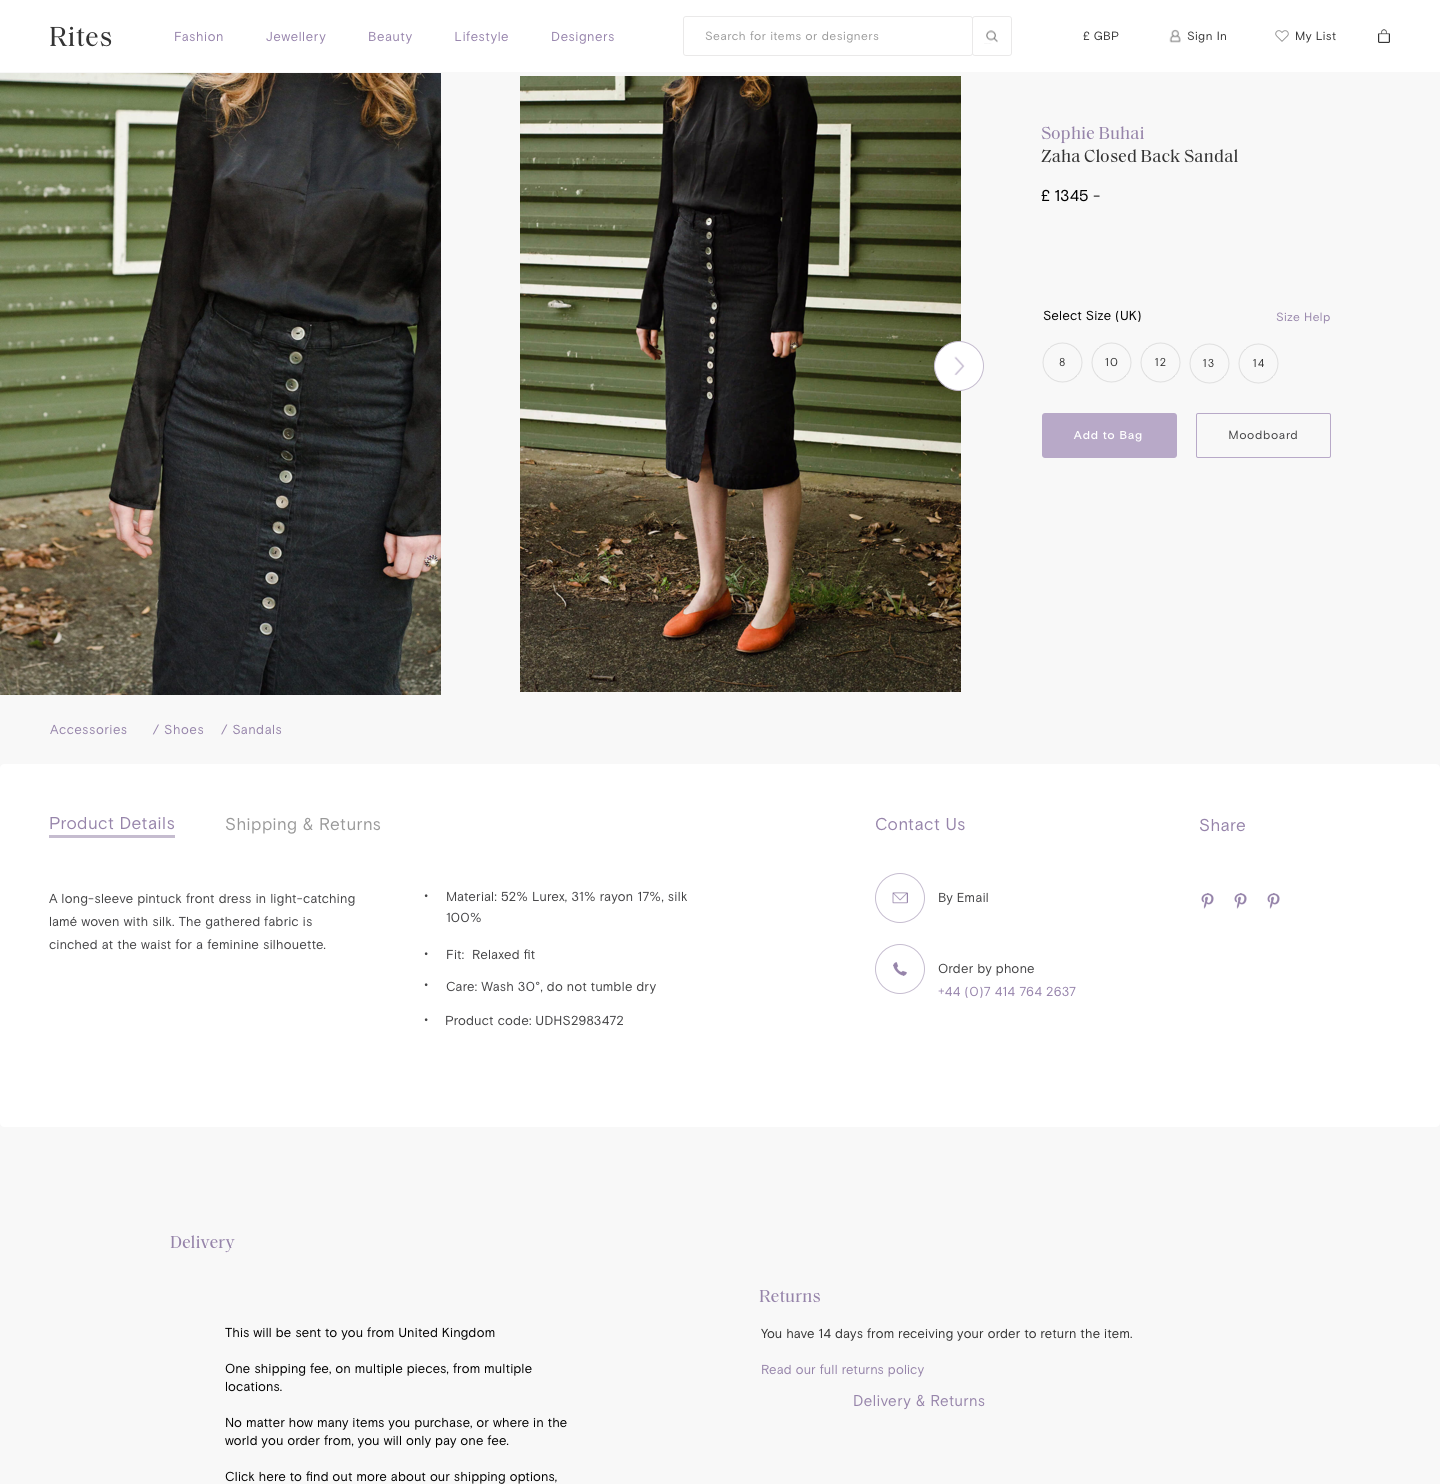 Rites
Fashion
Jewellery
Beauty
Lifestyle
Designers
Search for items or designers
£ GBP
Sign In
My List
Sophie Buhai
Zaha Closed Back Sandal
£ 1345 -
Select Size (UK)
Size Help
8
10
12
13
14
Add to Bag
Moodboard
Accessories / Shoes / Sandals
Product Details
Shipping & Returns
Contact Us
Share
A long-sleeve pintuck front dress in light-catching
lamé woven with silk. The gathered fabric is
cinched at the waist for a feminine silhouette.
• Material: 52% Lurex, 31% rayon 17%, silk
100%
• Fit:  Relaxed fit
• Care: Wash 30°, do not tumble dry
• Product code: UDHS2983472
By Email
Order by phone
+44 (0)7 414 764 2637
Delivery
This will be sent to you from United Kingdom
One shipping fee, on multiple pieces, from multiple
locations.
No matter how many items you purchase, or where in the
world you order from, you will only pay one fee.
Click here to find out more about our shipping options,
Returns
You have 14 days from receiving your order to return the item.
Read our full returns policy
Delivery & Returns